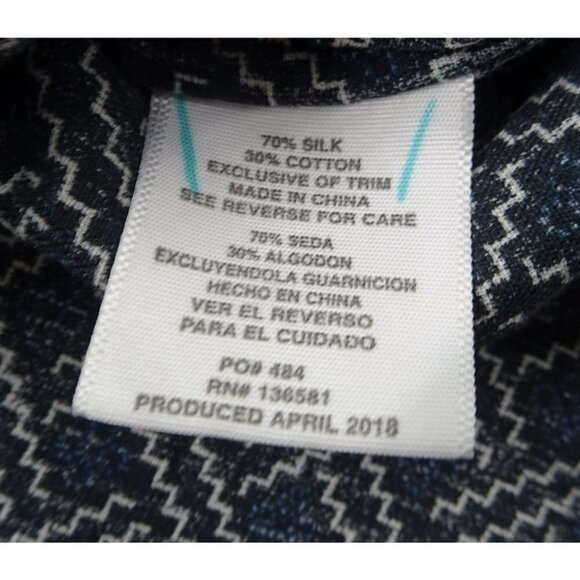 70% SILK
30% COTTON
EXCLUSIVE OF TRIM
MADE IN CHINA
SEE REVERSE FOR CARE
70% SEDA
30% ALGODON
EXCLUYENDOLA GUARNICION
HECHO EN CHINA
VER EL REVERSO
PARA EL CUIDADO
PO# 484
RN# 136581
PRODUCED APRIL 2018